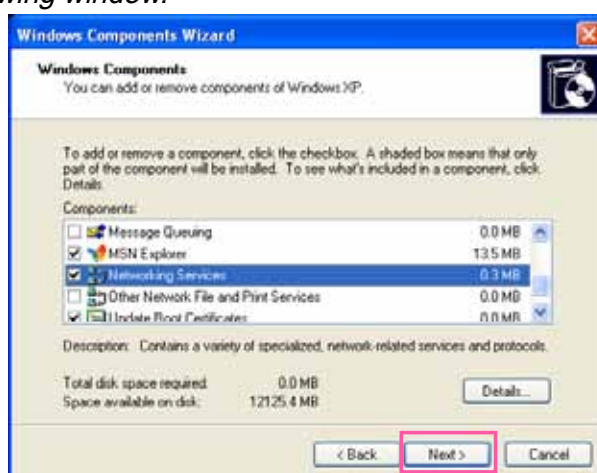 wing window.
Windows Components Wizard
Windows Components
You can add or remove components of Windows XP.
To add or remove a component, click the checkbox. A shaded box means that only
part of the component will be installed. To see what's included in a component, click
Details.
Components:
Message Queuing 0.0 MB
MSN Explorer 13.5 MB
Networking Services 0.3 MB
Other Network File and Print Services 0.0 MB
Update Root Certificates 0.0 MB
Description: Contains a variety of specialized, network-related services and protocols.
Total disk space required: 0.0 MB
Space available on disk: 12125.4 MB
Details...
< Back Next > Cancel